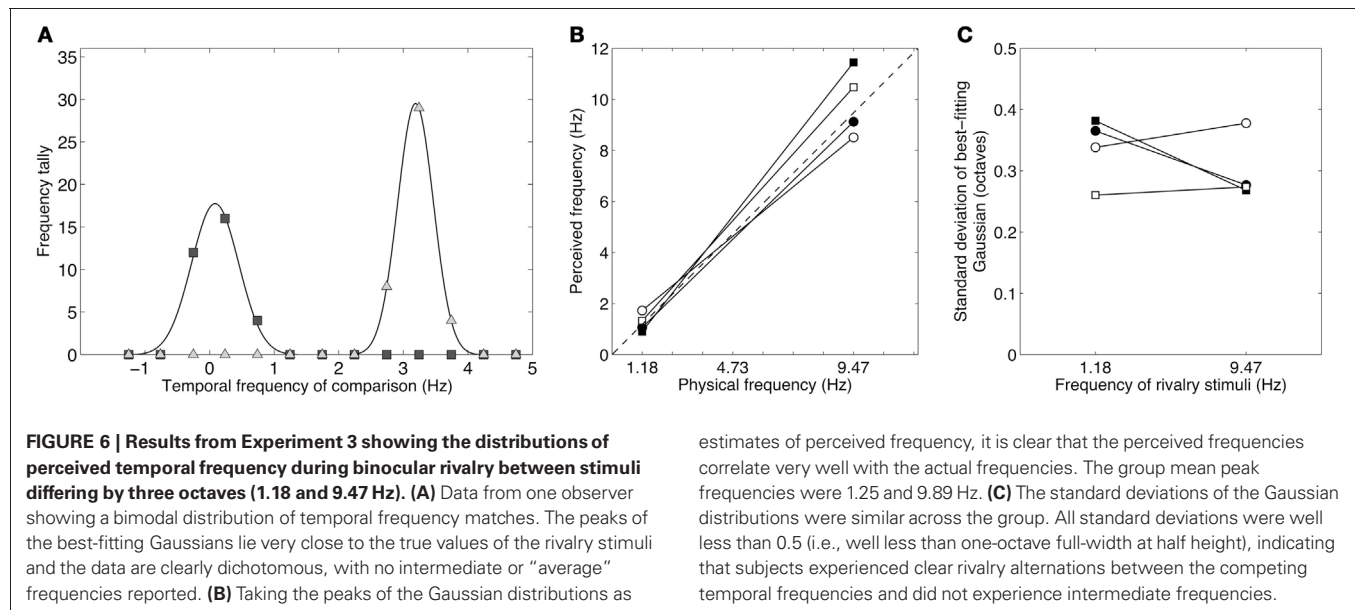 A
35
30
25
20
15
10
5
0
Frequency tally
−1
0
1
2
3
4
5
Temporal frequency of comparison (Hz)
B
12
10
8
6
4
2
0
Perceived frequency (Hz)
1.18
4.73
9.47
Physical frequency (Hz)
C
0.5
0.4
0.3
0.2
0.1
0
Standard deviation of best−fitting
Gaussian (octaves)
1.18
9.47
Frequency of rivalry stimuli (Hz)
FIGURE 6 | Results from Experiment 3 showing the distributions of
perceived temporal frequency during binocular rivalry between stimuli
differing by three octaves (1.18 and 9.47 Hz). (A) Data from one observer
showing a bimodal distribution of temporal frequency matches. The peaks of
the best-fitting Gaussians lie very close to the true values of the rivalry stimuli
and the data are clearly dichotomous, with no intermediate or “average”
frequencies reported. (B) Taking the peaks of the Gaussian distributions as
estimates of perceived frequency, it is clear that the perceived frequencies
correlate very well with the actual frequencies. The group mean peak
frequencies were 1.25 and 9.89 Hz. (C) The standard deviations of the Gaussian
distributions were similar across the group. All standard deviations were well
less than 0.5 (i.e., well less than one-octave full-width at half height), indicating
that subjects experienced clear rivalry alternations between the competing
temporal frequencies and did not experience intermediate frequencies.